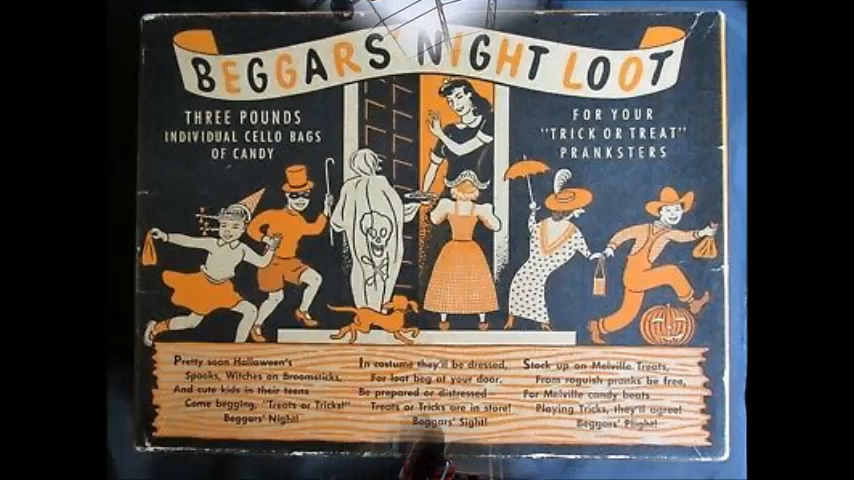 BEGGARS' NIGHT LOOT
THREE POUNDS
INDIVIDUAL CELLO BAGS
OF CANDY
FOR YOUR
"TRICK OR TREAT"
PRANKSTERS
Pretty soon Halloween's
Spooks, Witches on Broomsticks,
And cute kids in their teens
Come begging, "Treats or Tricks!"
Beggars' Night!
In costume they'll be dressed,
For loot beg at your door.
Be prepared or distressed—
Treats or Tricks are in store!
Beggars' Sight!
Stock up on Melville Treats,
From roguish pranks be free,
For Melville candy beats
Playing Tricks, they'll agree!
Beggars' Plight!